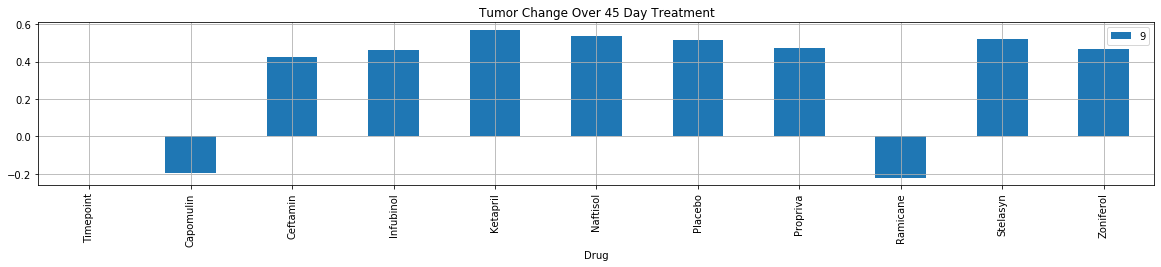 Tumor Change Over 45 Day Treatment
9
0.6
0.4
0.2
0.0
−0.2
Timepoint
Capomulin
Ceftamin
Infubinol
Ketapril
Naftisol
Placebo
Propriva
Ramicane
Stelasyn
Zoniferol
Drug